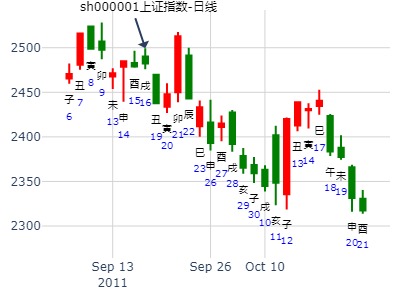 sh000001上证指数-日线
2500
2450
2400
2350
2300
子
6
丑
7
寅
8
卯
9
未
13
申
14
酉
15
戌
16
丑
19
寅
20
卯
21
辰
22
巳
23
申
26
酉
27
戌
28
亥
29
子
30
戌
10
亥
11
子
12
丑
13
寅
14
巳
17
午
18
未
19
申
20
酉
21
Sep 13
2011
Sep 26
Oct 10